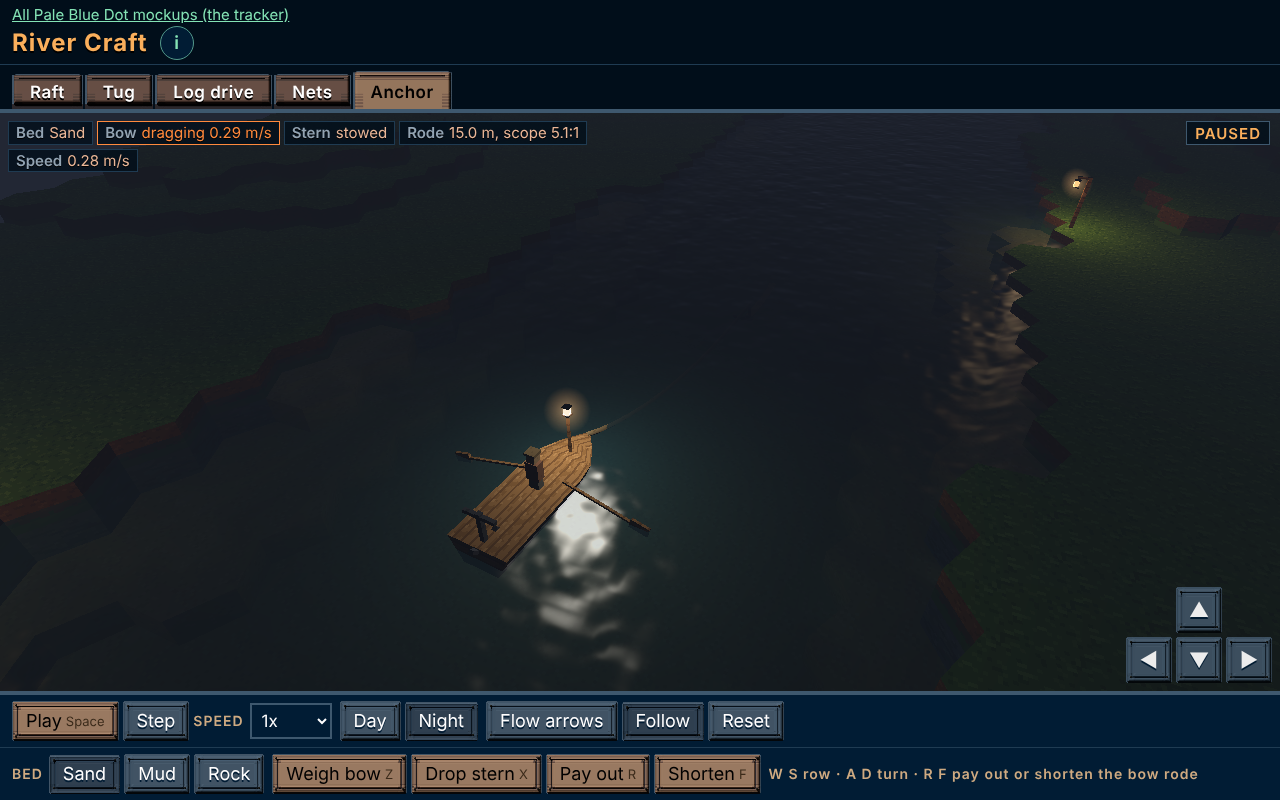 All Pale Blue Dot mockups (the tracker)
River Craft i
Raft Tug Log drive Nets Anchor
Bed Sand Bow dragging 0.29 m/s Stern stowed Rode 15.0 m, scope 5.1:1 PAUSED
Speed 0.28 m/s
Play Space Step SPEED 1x Day Night Flow arrows Follow Reset
BED Sand Mud Rock Weigh bow Z Drop stern X Pay out R Shorten F W S row · A D turn · R F pay out or shorten the bow rode